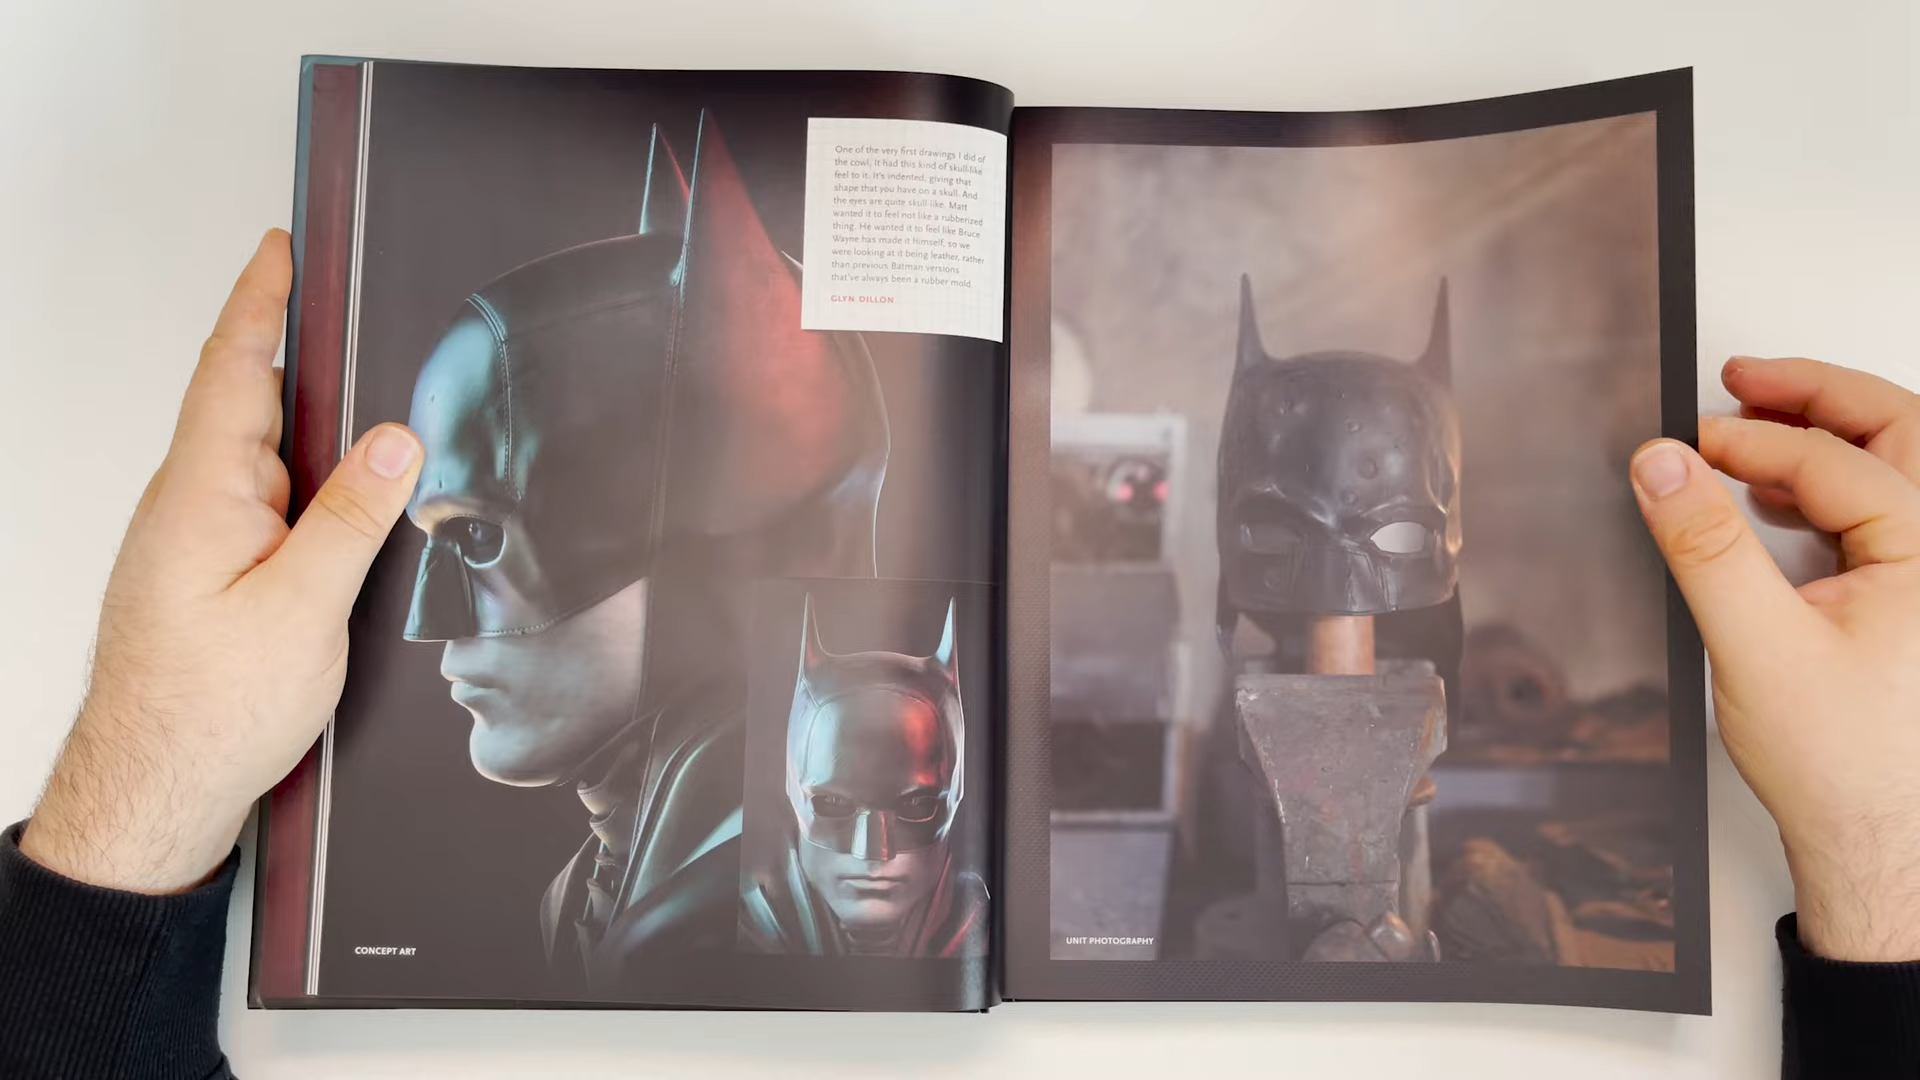 One of the very first drawings I did of
the cowl, It had this kind of skull-like
feel to it. It's indented, giving that
shape that you have on a skull. And
the eyes are quite skull-like. Matt
wanted it to feel not like a rubberized
thing. He wanted it to feel like Bruce
Wayne has made it himself, so we
were looking at it being leather, rather
than previous Batman versions
that've always been a rubber mold.
GLYN DILLON
CONCEPT ART
UNIT PHOTOGRAPHY